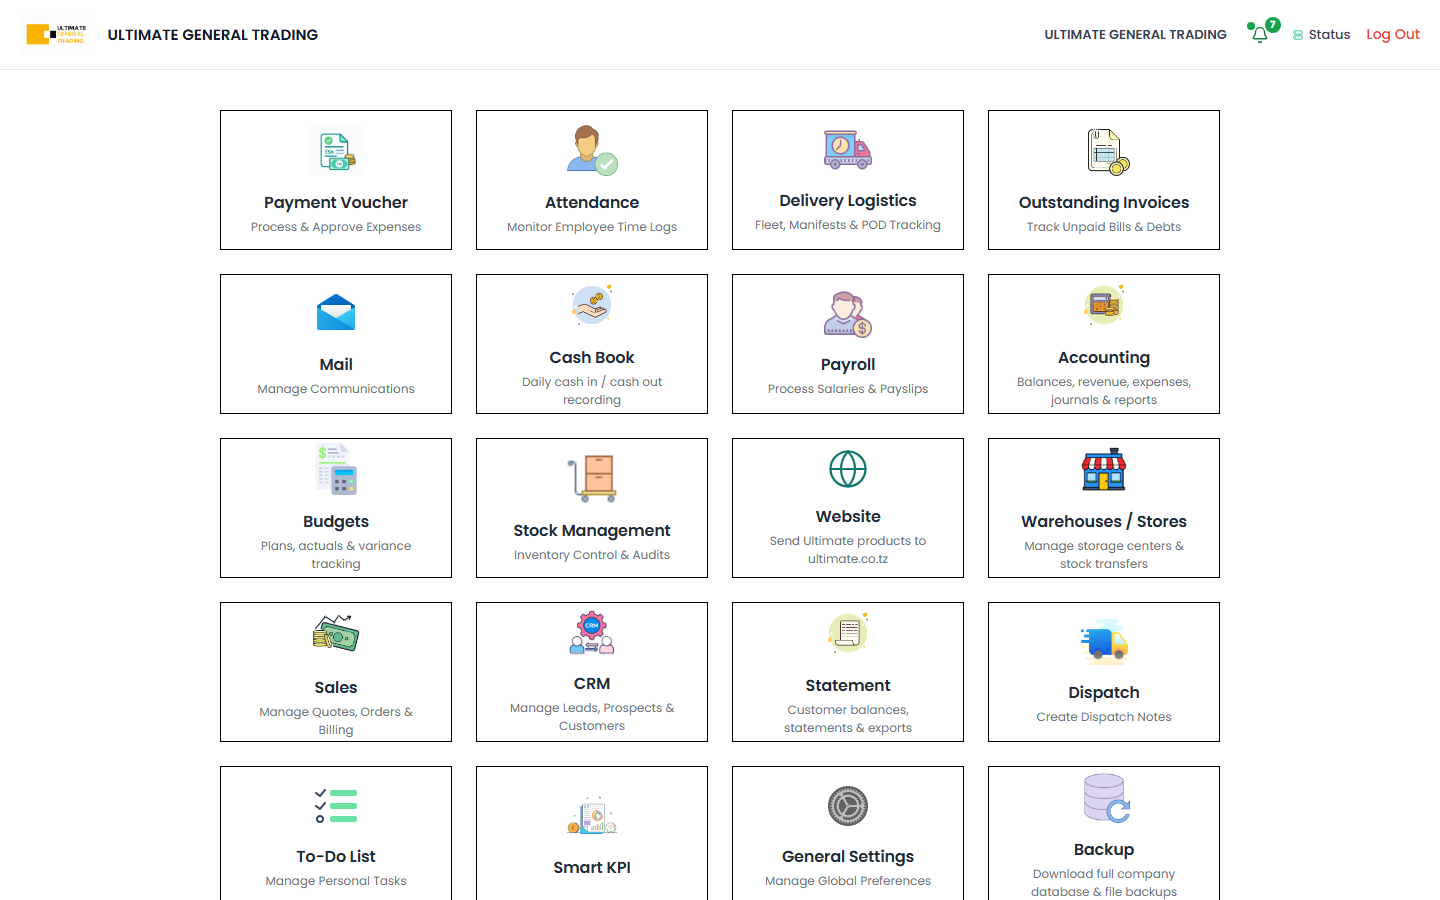 ULTIMATE
GENERAL
TRADING
ULTIMATE GENERAL TRADING
ULTIMATE GENERAL TRADING
7
Status
Log Out
Payment Voucher
Process & Approve Expenses
Attendance
Monitor Employee Time Logs
Delivery Logistics
Fleet, Manifests & POD Tracking
Outstanding Invoices
Track Unpaid Bills & Debts
Mail
Manage Communications
Cash Book
Daily cash in / cash out
recording
Payroll
Process Salaries & Payslips
Accounting
Balances, revenue, expenses,
journals & reports
Budgets
Plans, actuals & variance
tracking
Stock Management
Inventory Control & Audits
Website
Send Ultimate products to
ultimate.co.tz
Warehouses / Stores
Manage storage centers &
stock transfers
Sales
Manage Quotes, Orders &
Billing
CRM
CRM
Manage Leads, Prospects &
Customers
Statement
Customer balances,
statements & exports
Dispatch
Create Dispatch Notes
To-Do List
Manage Personal Tasks
Smart KPI
General Settings
Manage Global Preferences
Backup
Download full company
database & file backups